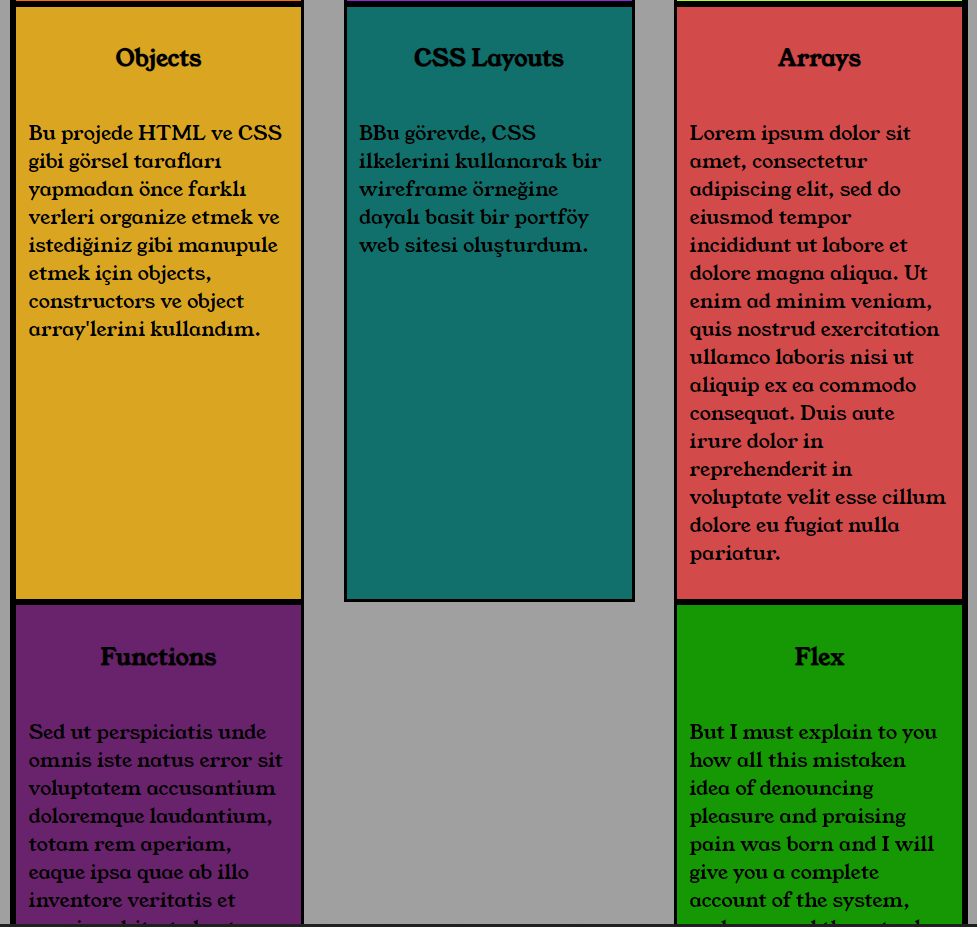 Objects
Bu projede HTML ve CSS
gibi görsel tarafları
yapmadan önce farklı
verleri organize etmek ve
istediğiniz gibi manupule
etmek için objects,
constructors ve object
array'lerini kullandım.
CSS Layouts
BBu görevde, CSS
ilkelerini kullanarak bir
wireframe örneğine
dayalı basit bir portföy
web sitesi oluşturdum.
Arrays
Lorem ipsum dolor sit
amet, consectetur
adipiscing elit, sed do
eiusmod tempor
incididunt ut labore et
dolore magna aliqua. Ut
enim ad minim veniam,
quis nostrud exercitation
ullamco laboris nisi ut
aliquip ex ea commodo
consequat. Duis aute
irure dolor in
reprehenderit in
voluptate velit esse cillum
dolore eu fugiat nulla
pariatur.
Functions
Sed ut perspiciatis unde
omnis iste natus error sit
voluptatem accusantium
doloremque laudantium,
totam rem aperiam,
eaque ipsa quae ab illo
inventore veritatis et
Flex
But I must explain to you
how all this mistaken
idea of denouncing
pleasure and praising
pain was born and I will
give you a complete
account of the system,